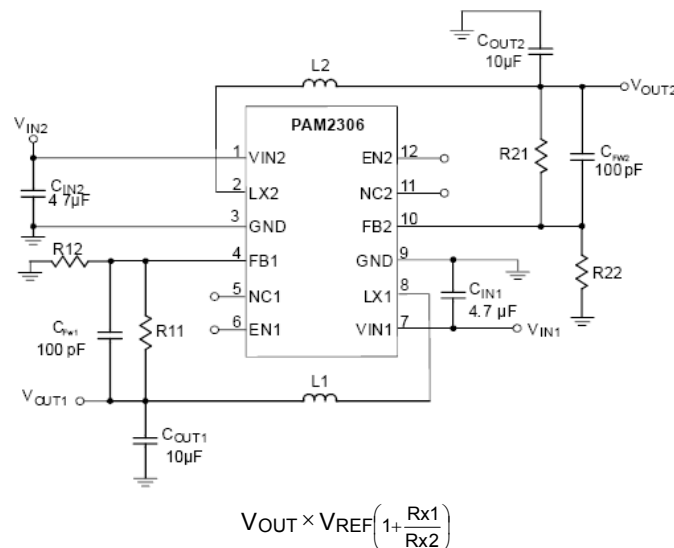 COUT2
10µF
L2
VOUT2
PAM2306
VIN2
1 VIN2
EN2 12
R21
CFW2
100 pF
2 LX2
NC2 11
CIN2
4.7µF
3 GND
FB2 10
R12
4 FB1
GND 9
R22
5 NC1
LX1 8
CIN1
4.7 µF
CFW1
100 pF
R11
6 EN1
VIN1 7
VIN1
L1
VOUT1
COUT1
10µF
VOUT × VREF(1+Rx1/Rx2)